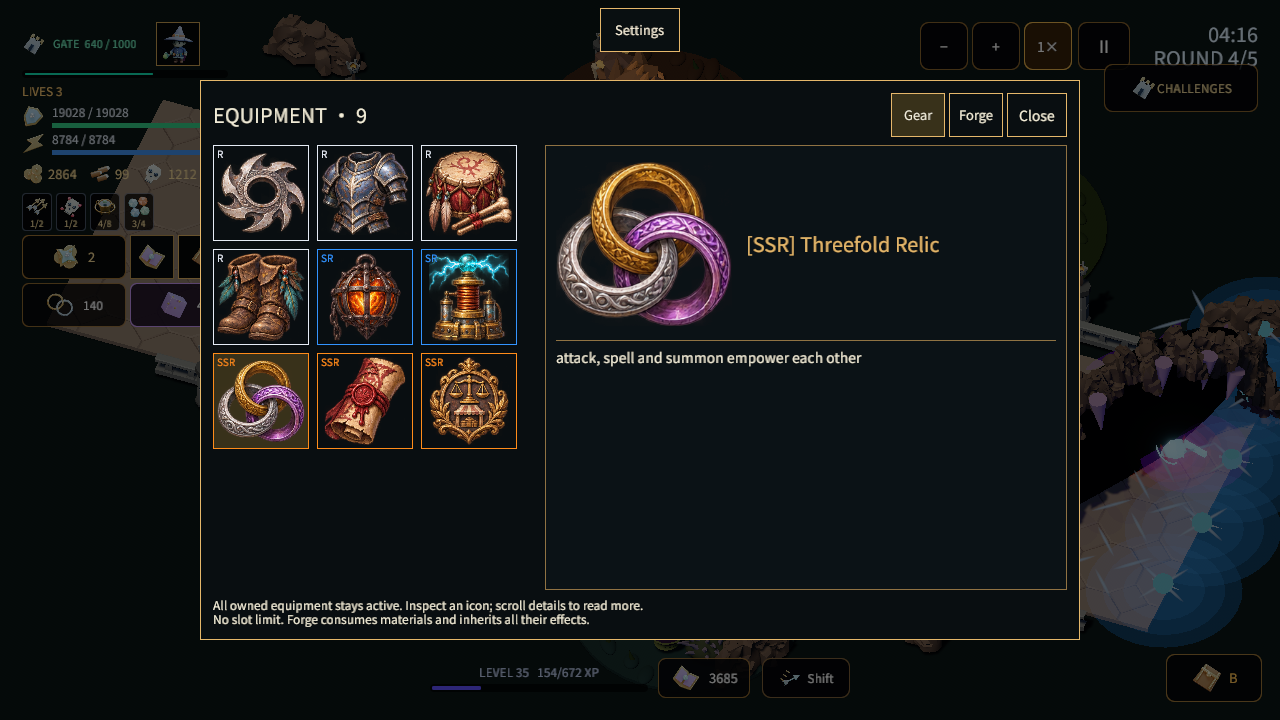 Settings
GATE 640 / 1000
LIVES 3
19028 / 19028
8784 / 8784
2864
99
1212
1/2
1/2
4/8
3/4
2
140
1×
04:16
ROUND 4/5
CHALLENGES
EQUIPMENT • 9
Gear
Forge
Close
R
R
R
R
SR
SR
SSR
SSR
SSR
[SSR] Threefold Relic
attack, spell and summon empower each other
All owned equipment stays active. Inspect an icon; scroll details to read more.
No slot limit. Forge consumes materials and inherits all their effects.
LEVEL 35 154/672 XP
3685
Shift
B